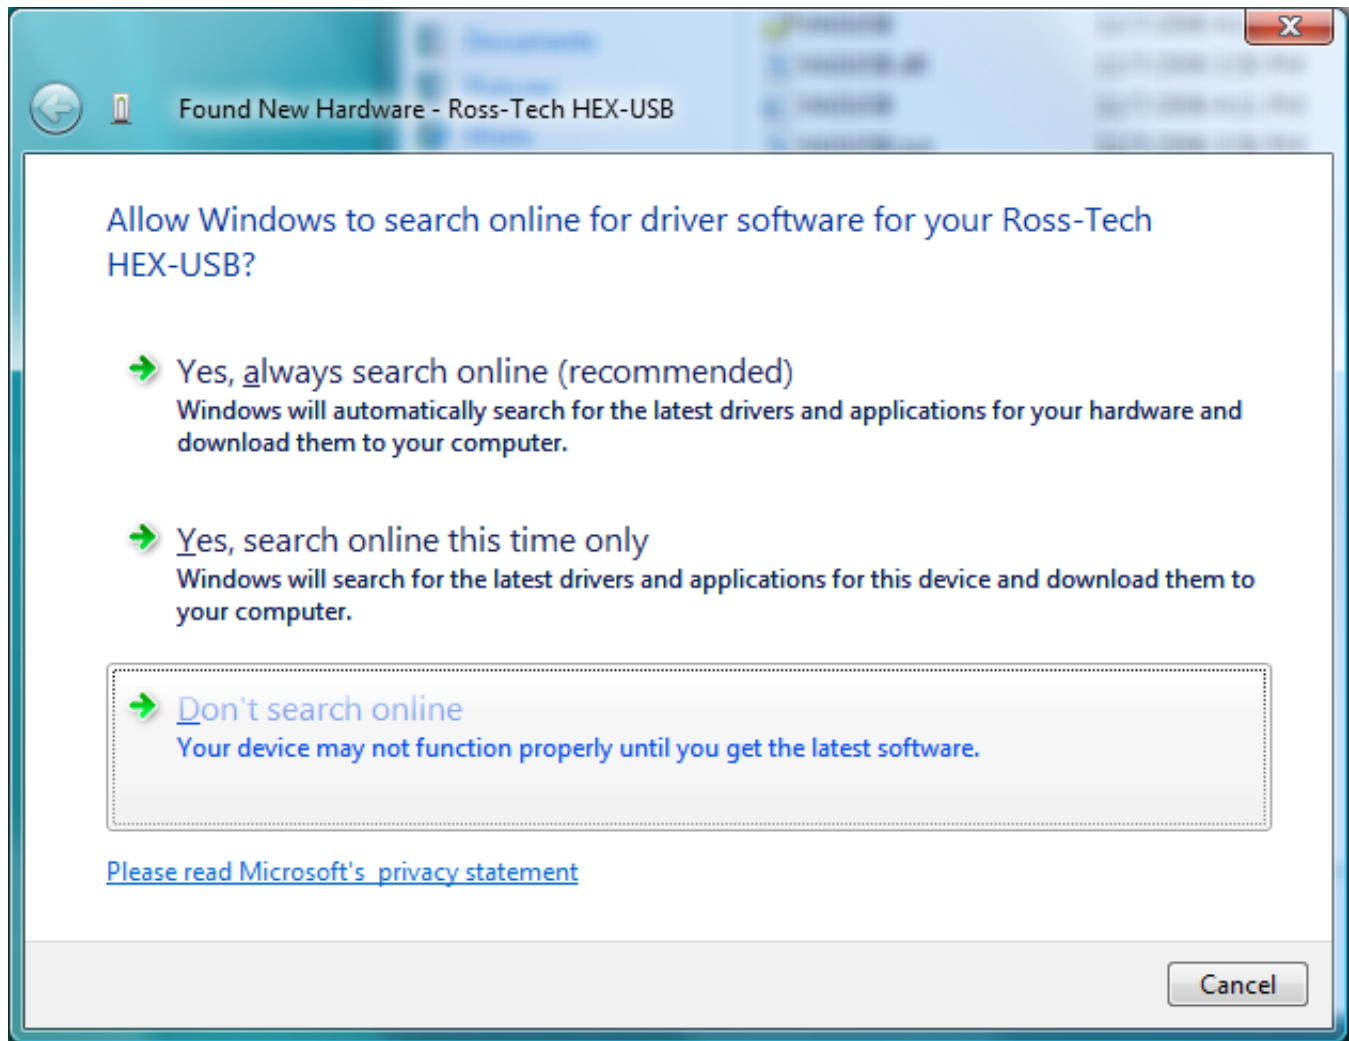 Documents
Found New Hardware - Ross-Tech HEX-USB
Allow Windows to search online for driver software for your Ross-Tech
HEX-USB?
Yes, always search online (recommended)
Windows will automatically search for the latest drivers and applications for your hardware and
download them to your computer.
Yes, search online this time only
Windows will search for the latest drivers and applications for this device and download them to
your computer.
Don't search online
Your device may not function properly until you get the latest software.
Please read Microsoft's  privacy statement
Cancel